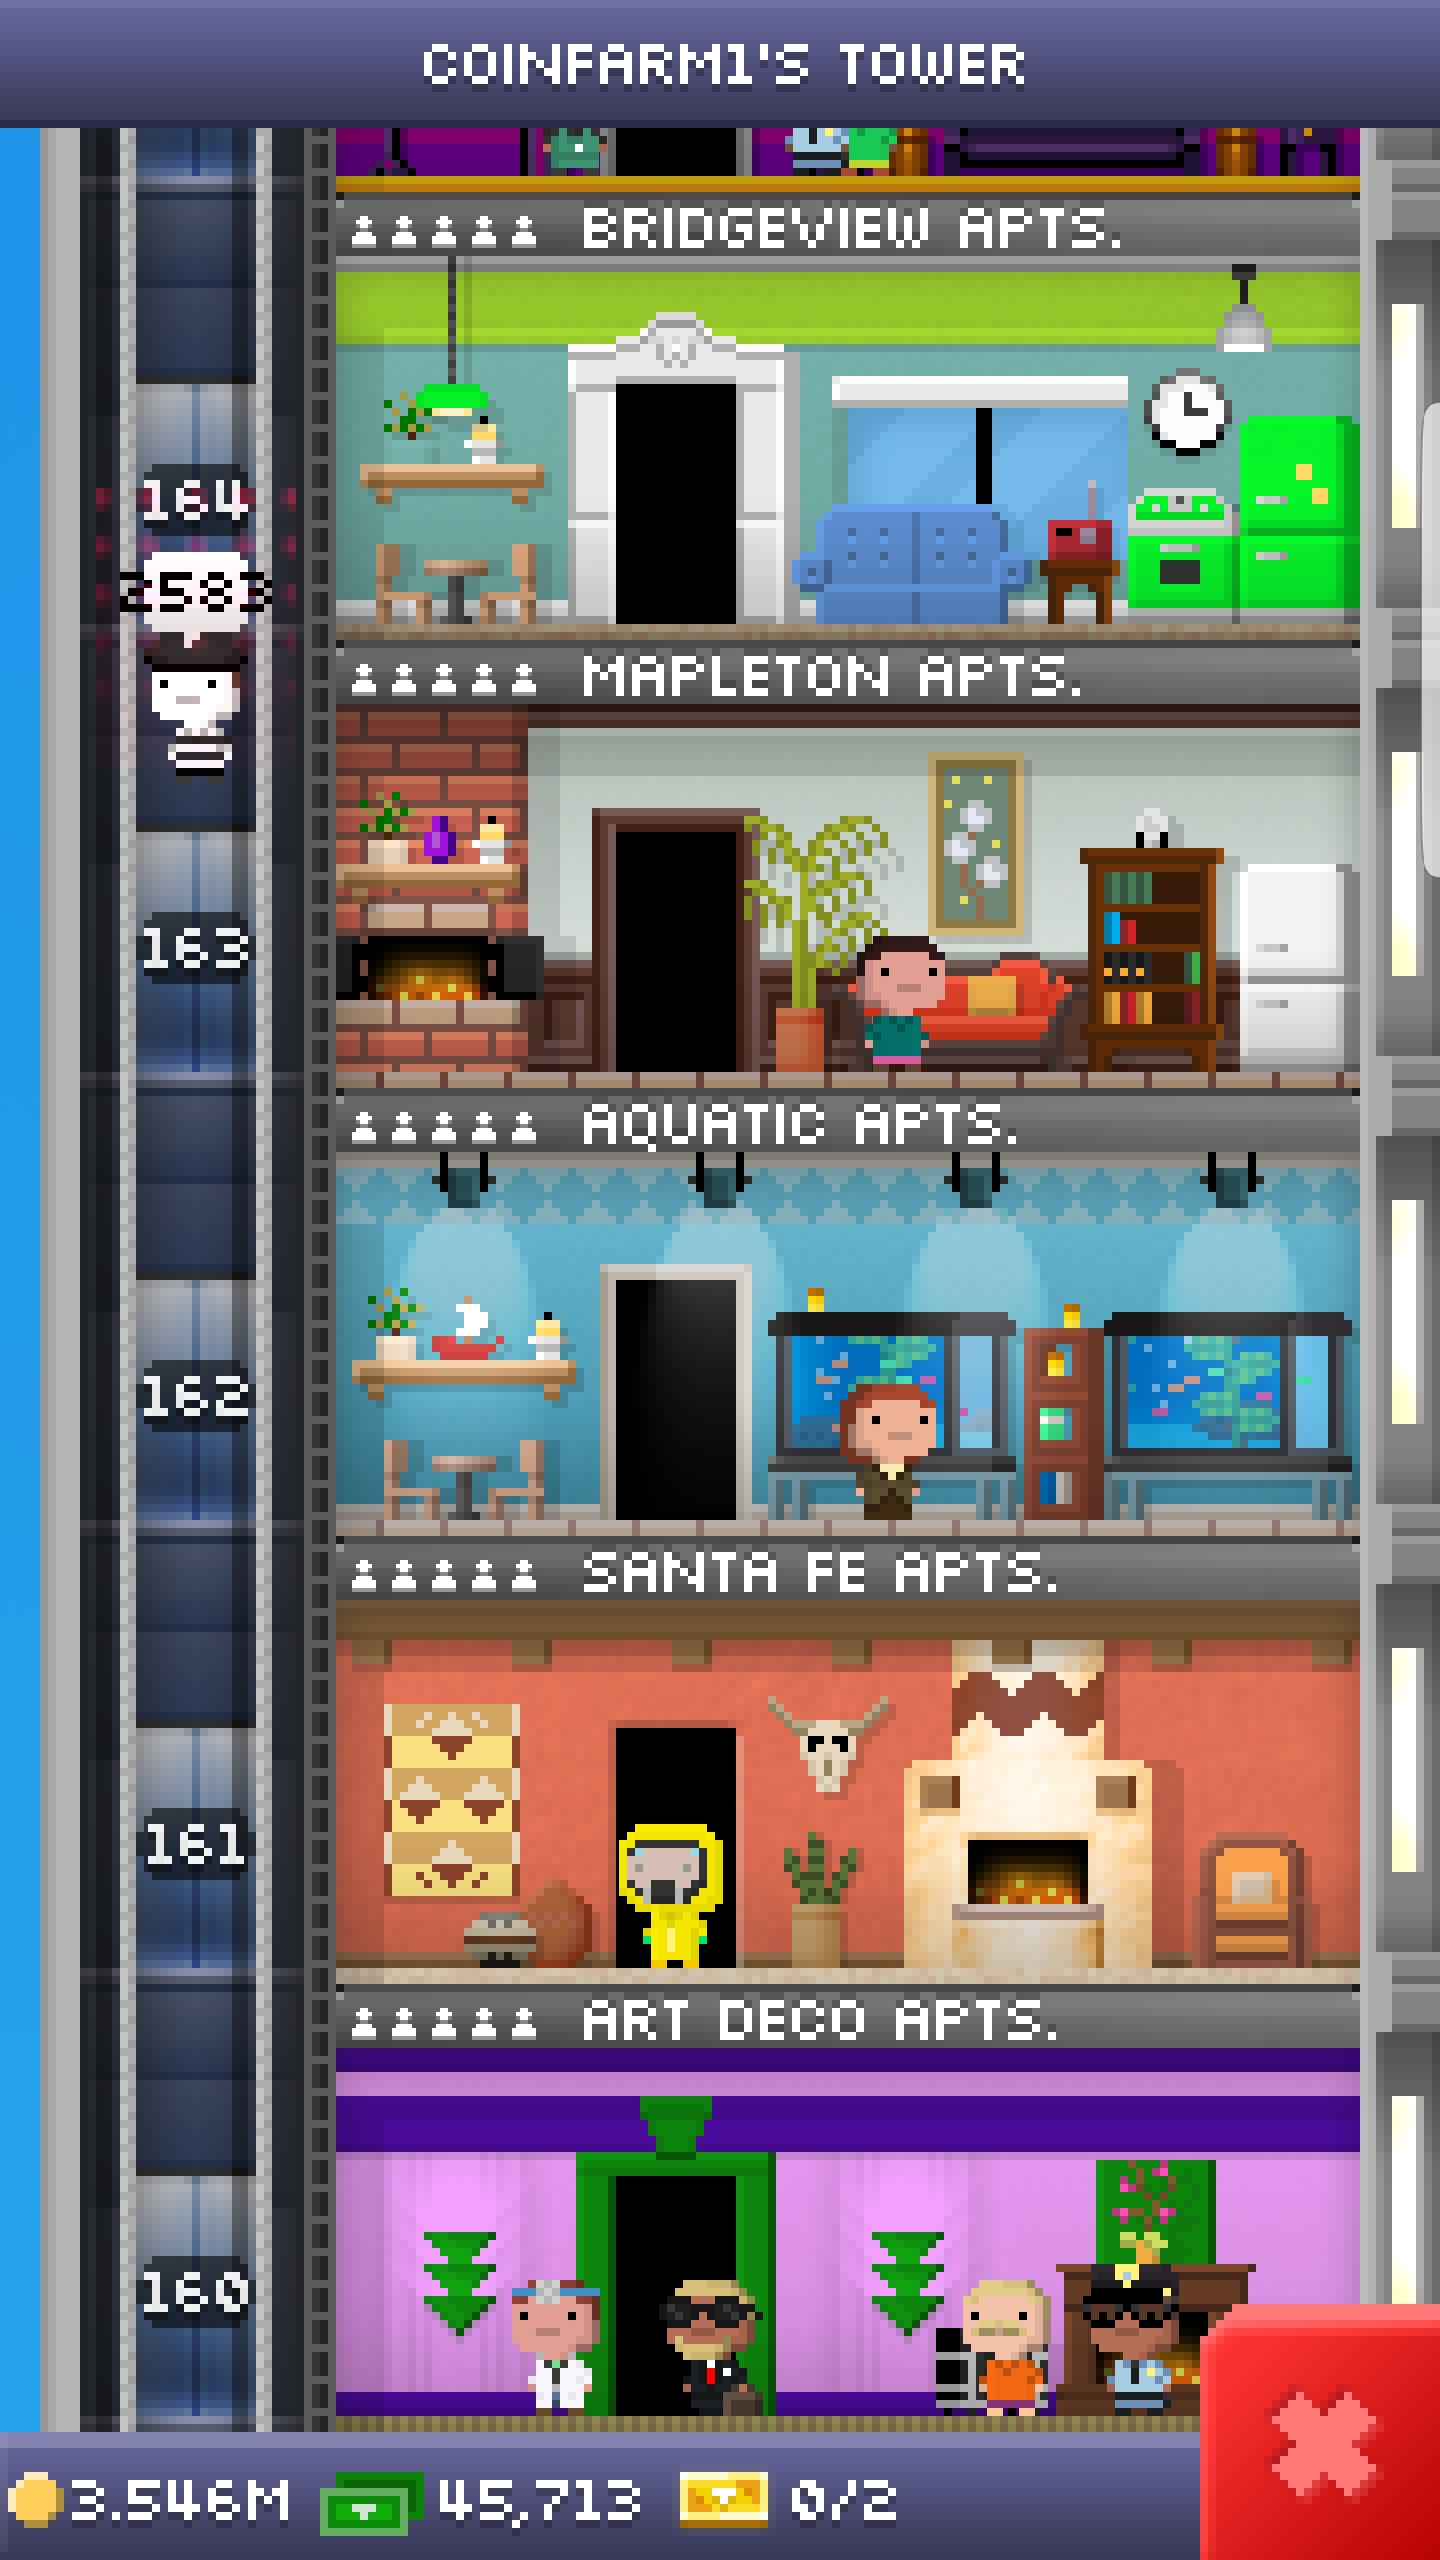 COINFARM1'S TOWER
BRIDGEVIEW APTS.
164
2583
MAPLETON APTS.
163
AQUATIC APTS.
162
SANTA FE APTS.
161
ART DECO APTS.
160
3.546M 45,713 0/2